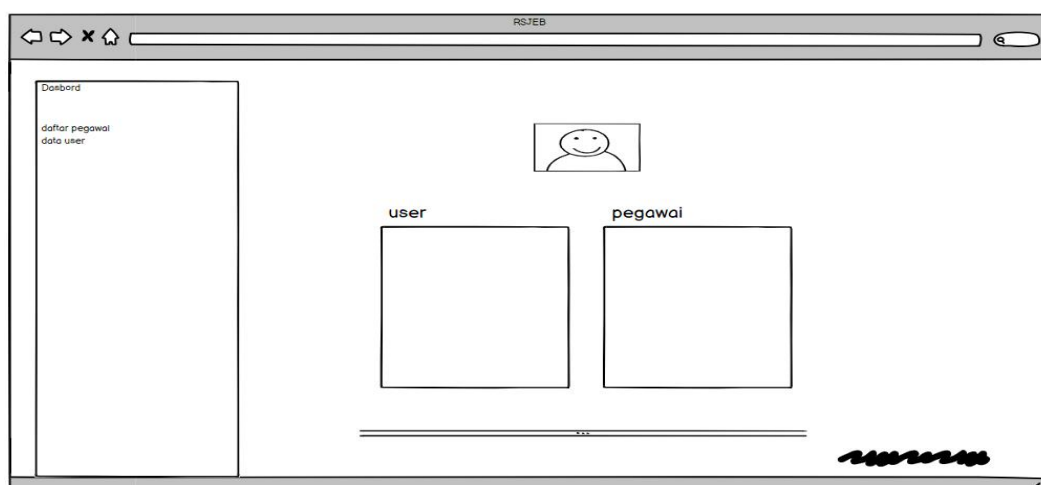 RSJEB
Dasbord
daftar pegawai
data user
user
pegawai